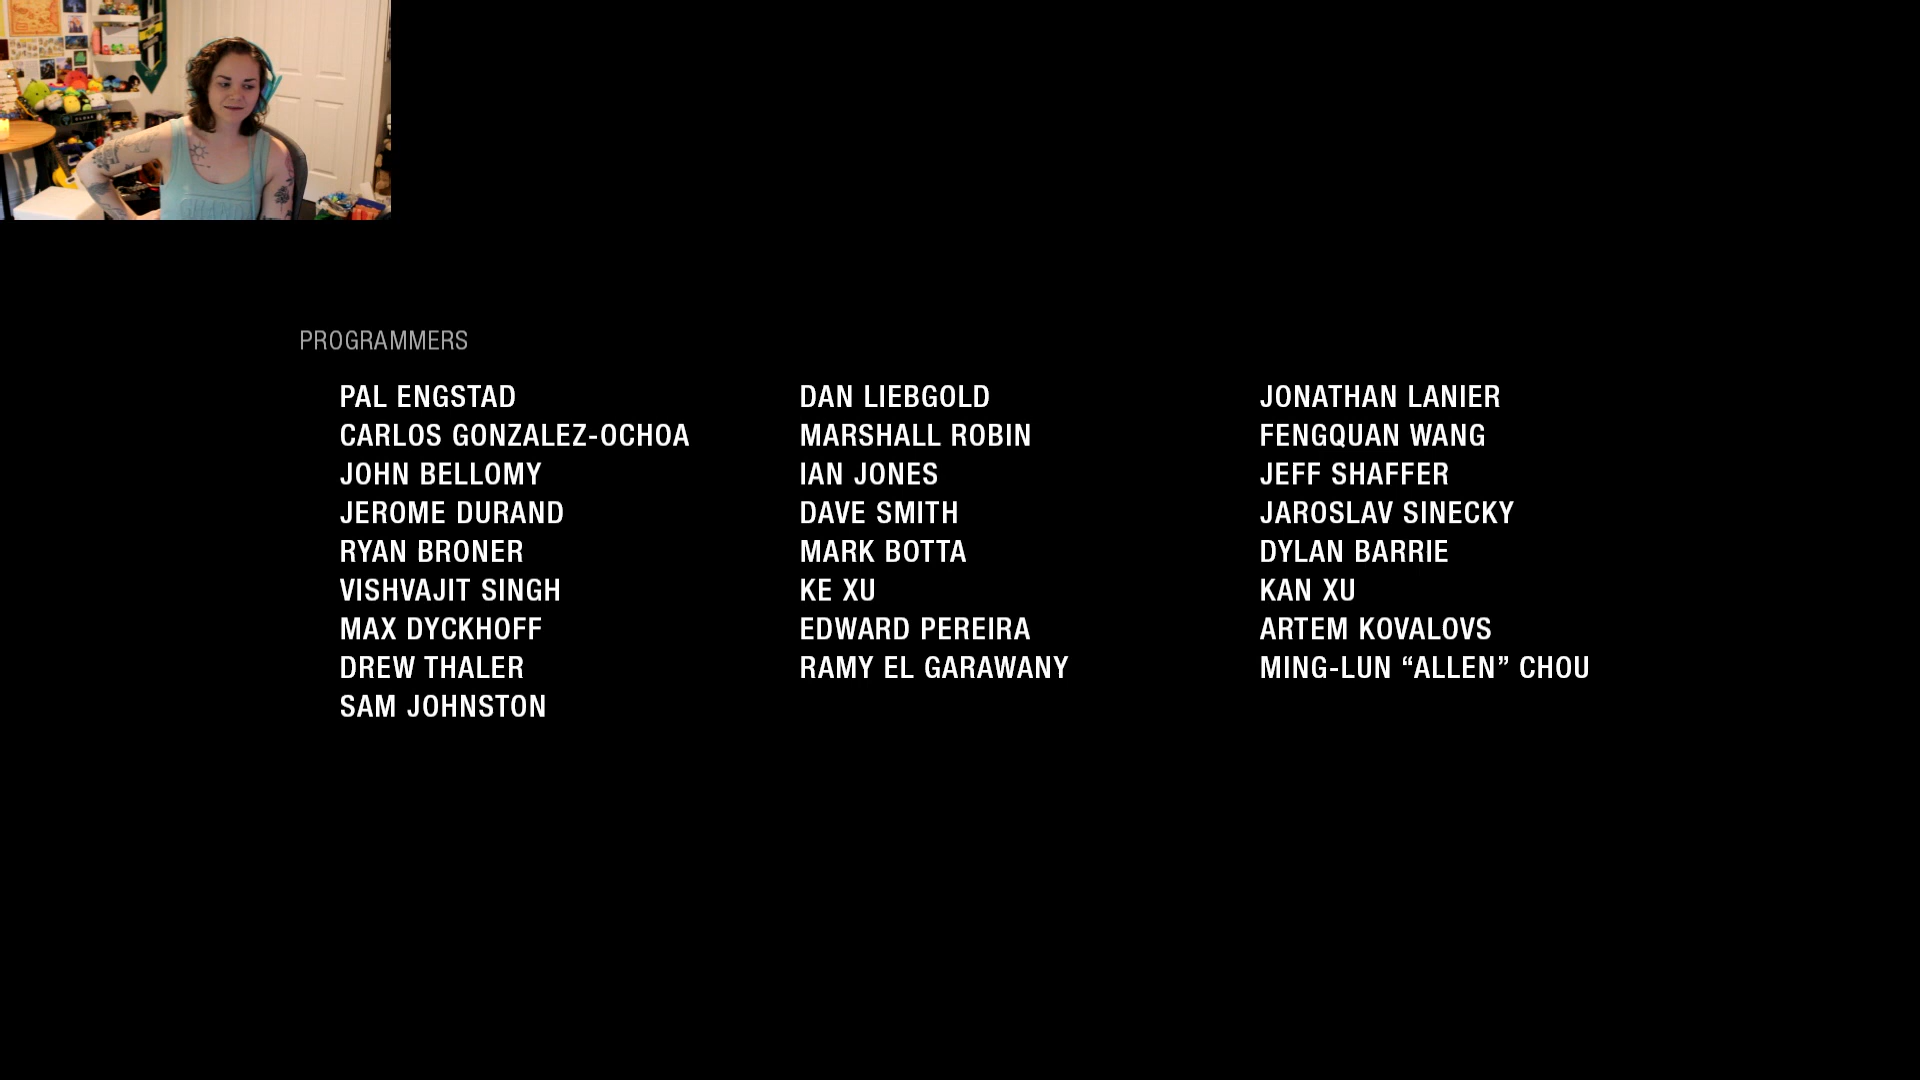 PROGRAMMERS
PAL ENGSTAD DAN LIEBGOLD JONATHAN LANIER
CARLOS GONZALEZ-OCHOA MARSHALL ROBIN FENGQUAN WANG
JOHN BELLOMY IAN JONES JEFF SHAFFER
JEROME DURAND DAVE SMITH JAROSLAV SINECKY
RYAN BRONER MARK BOTTA DYLAN BARRIE
VISHVAJIT SINGH KE XU KAN XU
MAX DYCKHOFF EDWARD PEREIRA ARTEM KOVALOVS
DREW THALER RAMY EL GARAWANY MING-LUN “ALLEN” CHOU
SAM JOHNSTON